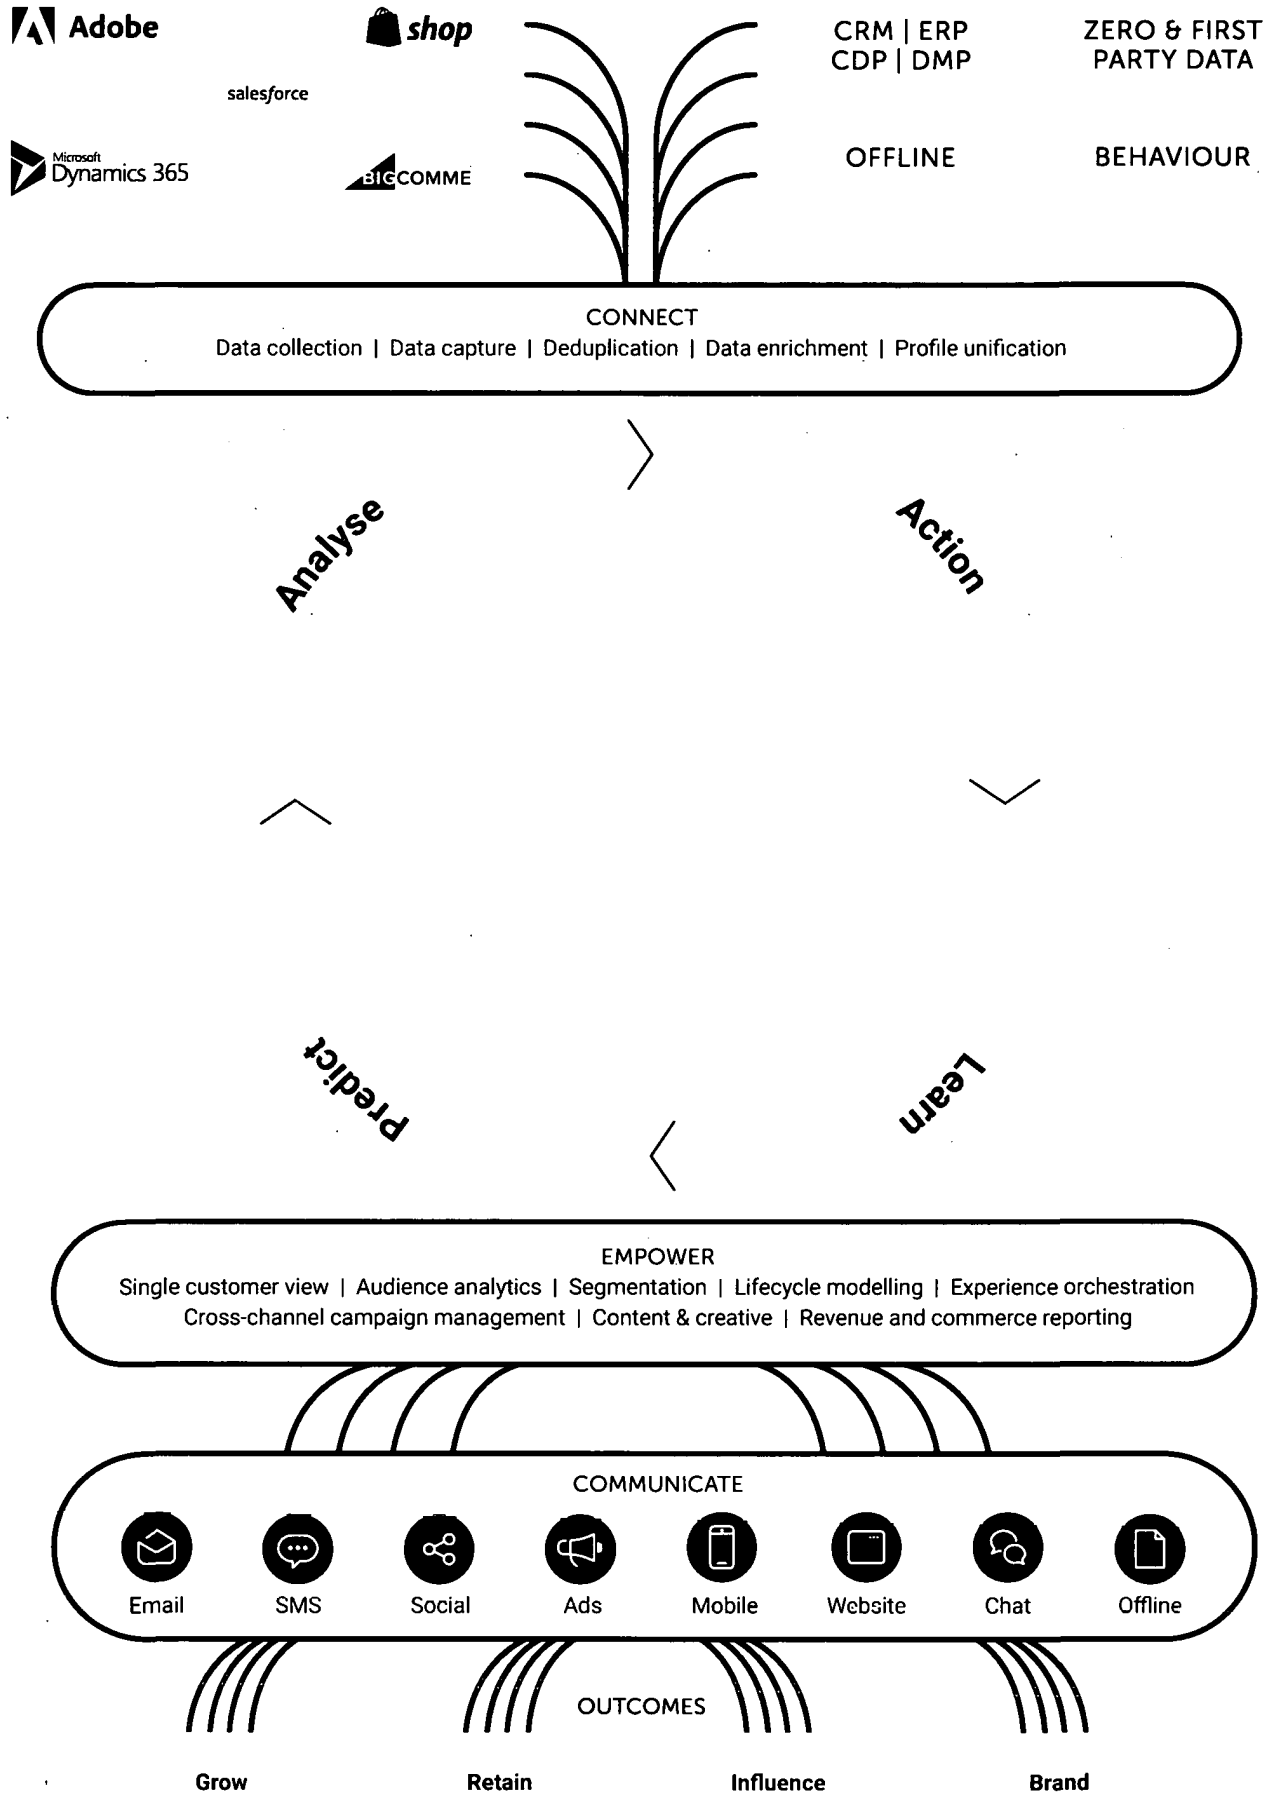 Adobe
shop
salesforce
Microsoft
Dynamics 365
BIGCOMME
CRM | ERP
CDP | DMP
ZERO & FIRST
PARTY DATA
OFFLINE
BEHAVIOUR
CONNECT
Data collection | Data capture | Deduplication | Data enrichment | Profile unification
Analyse
Action
Predict
Learn
EMPOWER
Single customer view | Audience analytics | Segmentation | Lifecycle modelling | Experience orchestration
Cross-channel campaign management | Content & creative | Revenue and commerce reporting
COMMUNICATE
Email
SMS
Social
Ads
Mobile
Website
Chat
Offline
OUTCOMES
Grow
Retain
Influence
Brand